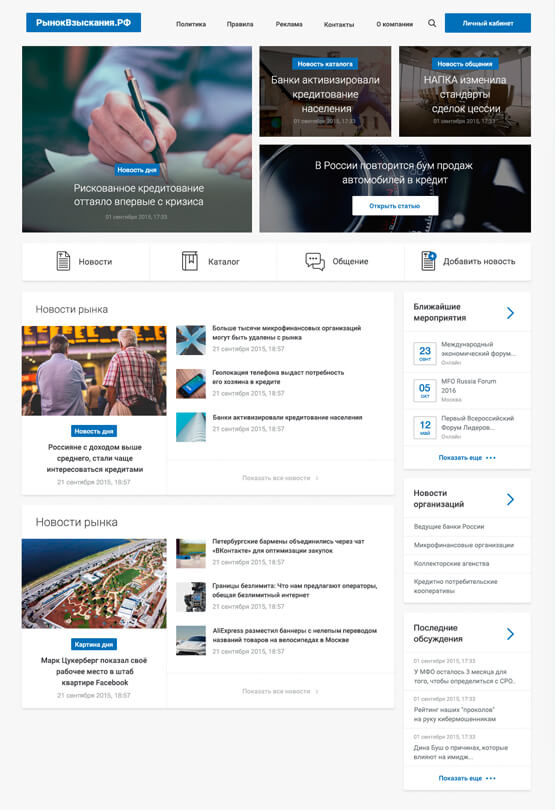 РынокВзыскания.РФ
Политика
Правила
Реклама
Контакты
О компании
Личный кабинет
Новость дня
Рискованное кредитование
оттаяло впервые с кризиса
01 сентября 2015, 17:33
Новость каталога
Банки активизировали
кредитование
населения
01 сентября 2015, 17:33
Новость общения
НАПКА изменила
стандарты
сделок цессии
01 сентября 2015, 17:33
В России повторится бум продаж
автомобилей в кредит
Открыть статью
Новости
Каталог
Общение
Добавить новость
Новости рынка
Новость дня
Россияне с доходом выше
среднего, стали чаще
интересоваться кредитами
21 сентября 2015, 18:57
Больше тысячи микрофинансовых организаций
могут быть удалены с рынка
21 сентября 2015, 18:57
Геолокация телефона выдаст потребность
его хозяина в кредите
21 сентября 2015, 18:57
Банки активизировали кредитование населения
21 сентября 2015, 18:57
Показать все новости
Новости рынка
Картина дня
Марк Цукерберг показал своё
рабочее место в штаб
квартире Facebook
21 сентября 2015, 18:57
Петербургские бармены объединились через чат
«ВКонтакте» для оптимизации закупок
21 сентября 2015, 18:57
Границы безлимита: Что нам предлагают операторы,
обещая безлимитный интернет
21 сентября 2015, 18:57
AliExpress разместил баннеры с нелепым переводом
названий товаров на велосипедах в Москве
21 сентября 2015, 18:57
Показать все новости
Ближайшие
мероприятия
23
сент
Международный
экономический форум...
Онлайн
05
окт
MFO Russia Forum
2016
Москва
12
май
Первый Всероссийский
Форум Лидеров...
Онлайн
Показать еще
Новости
организаций
Ведущие банки России
Микрофинансовые организации
Коллекторские агенства
Кредитно потребительские
кооперативы
Последние
обсуждения
01 сентября 2015, 17:33
У МФО осталось 3 месяца для
того, чтобы определиться с СРО..
01 сентября 2015, 17:33
Рейтинг наших "проколов"
на руку кибермошенникам
01 сентября 2015, 17:33
Дина Буш о причинах, которые
влияют на имидж...
Показать еще